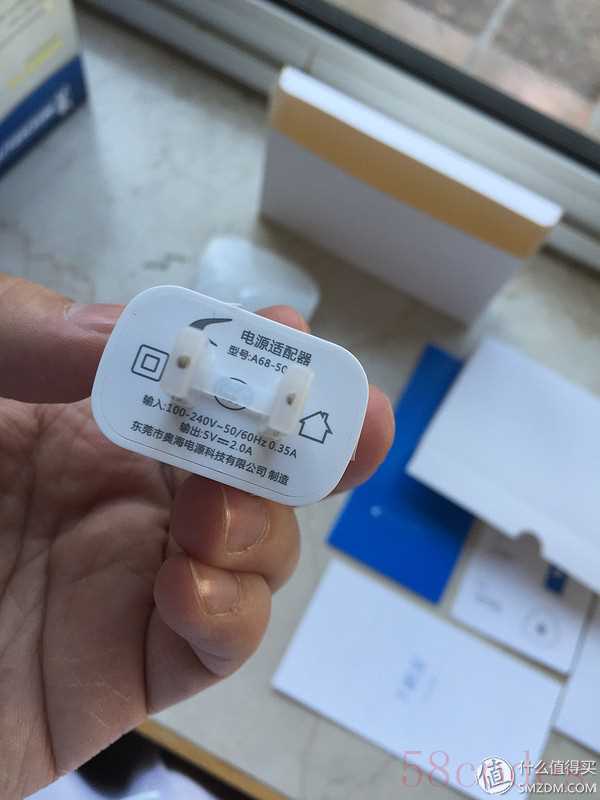 电源适配器
型号:A68-50
输入:100-240V~50/60Hz 0.35A
输出:5V⎓2.0A
东莞市奥海电源科技有限公司 制造
值 什么值得买
SMZDM.COM